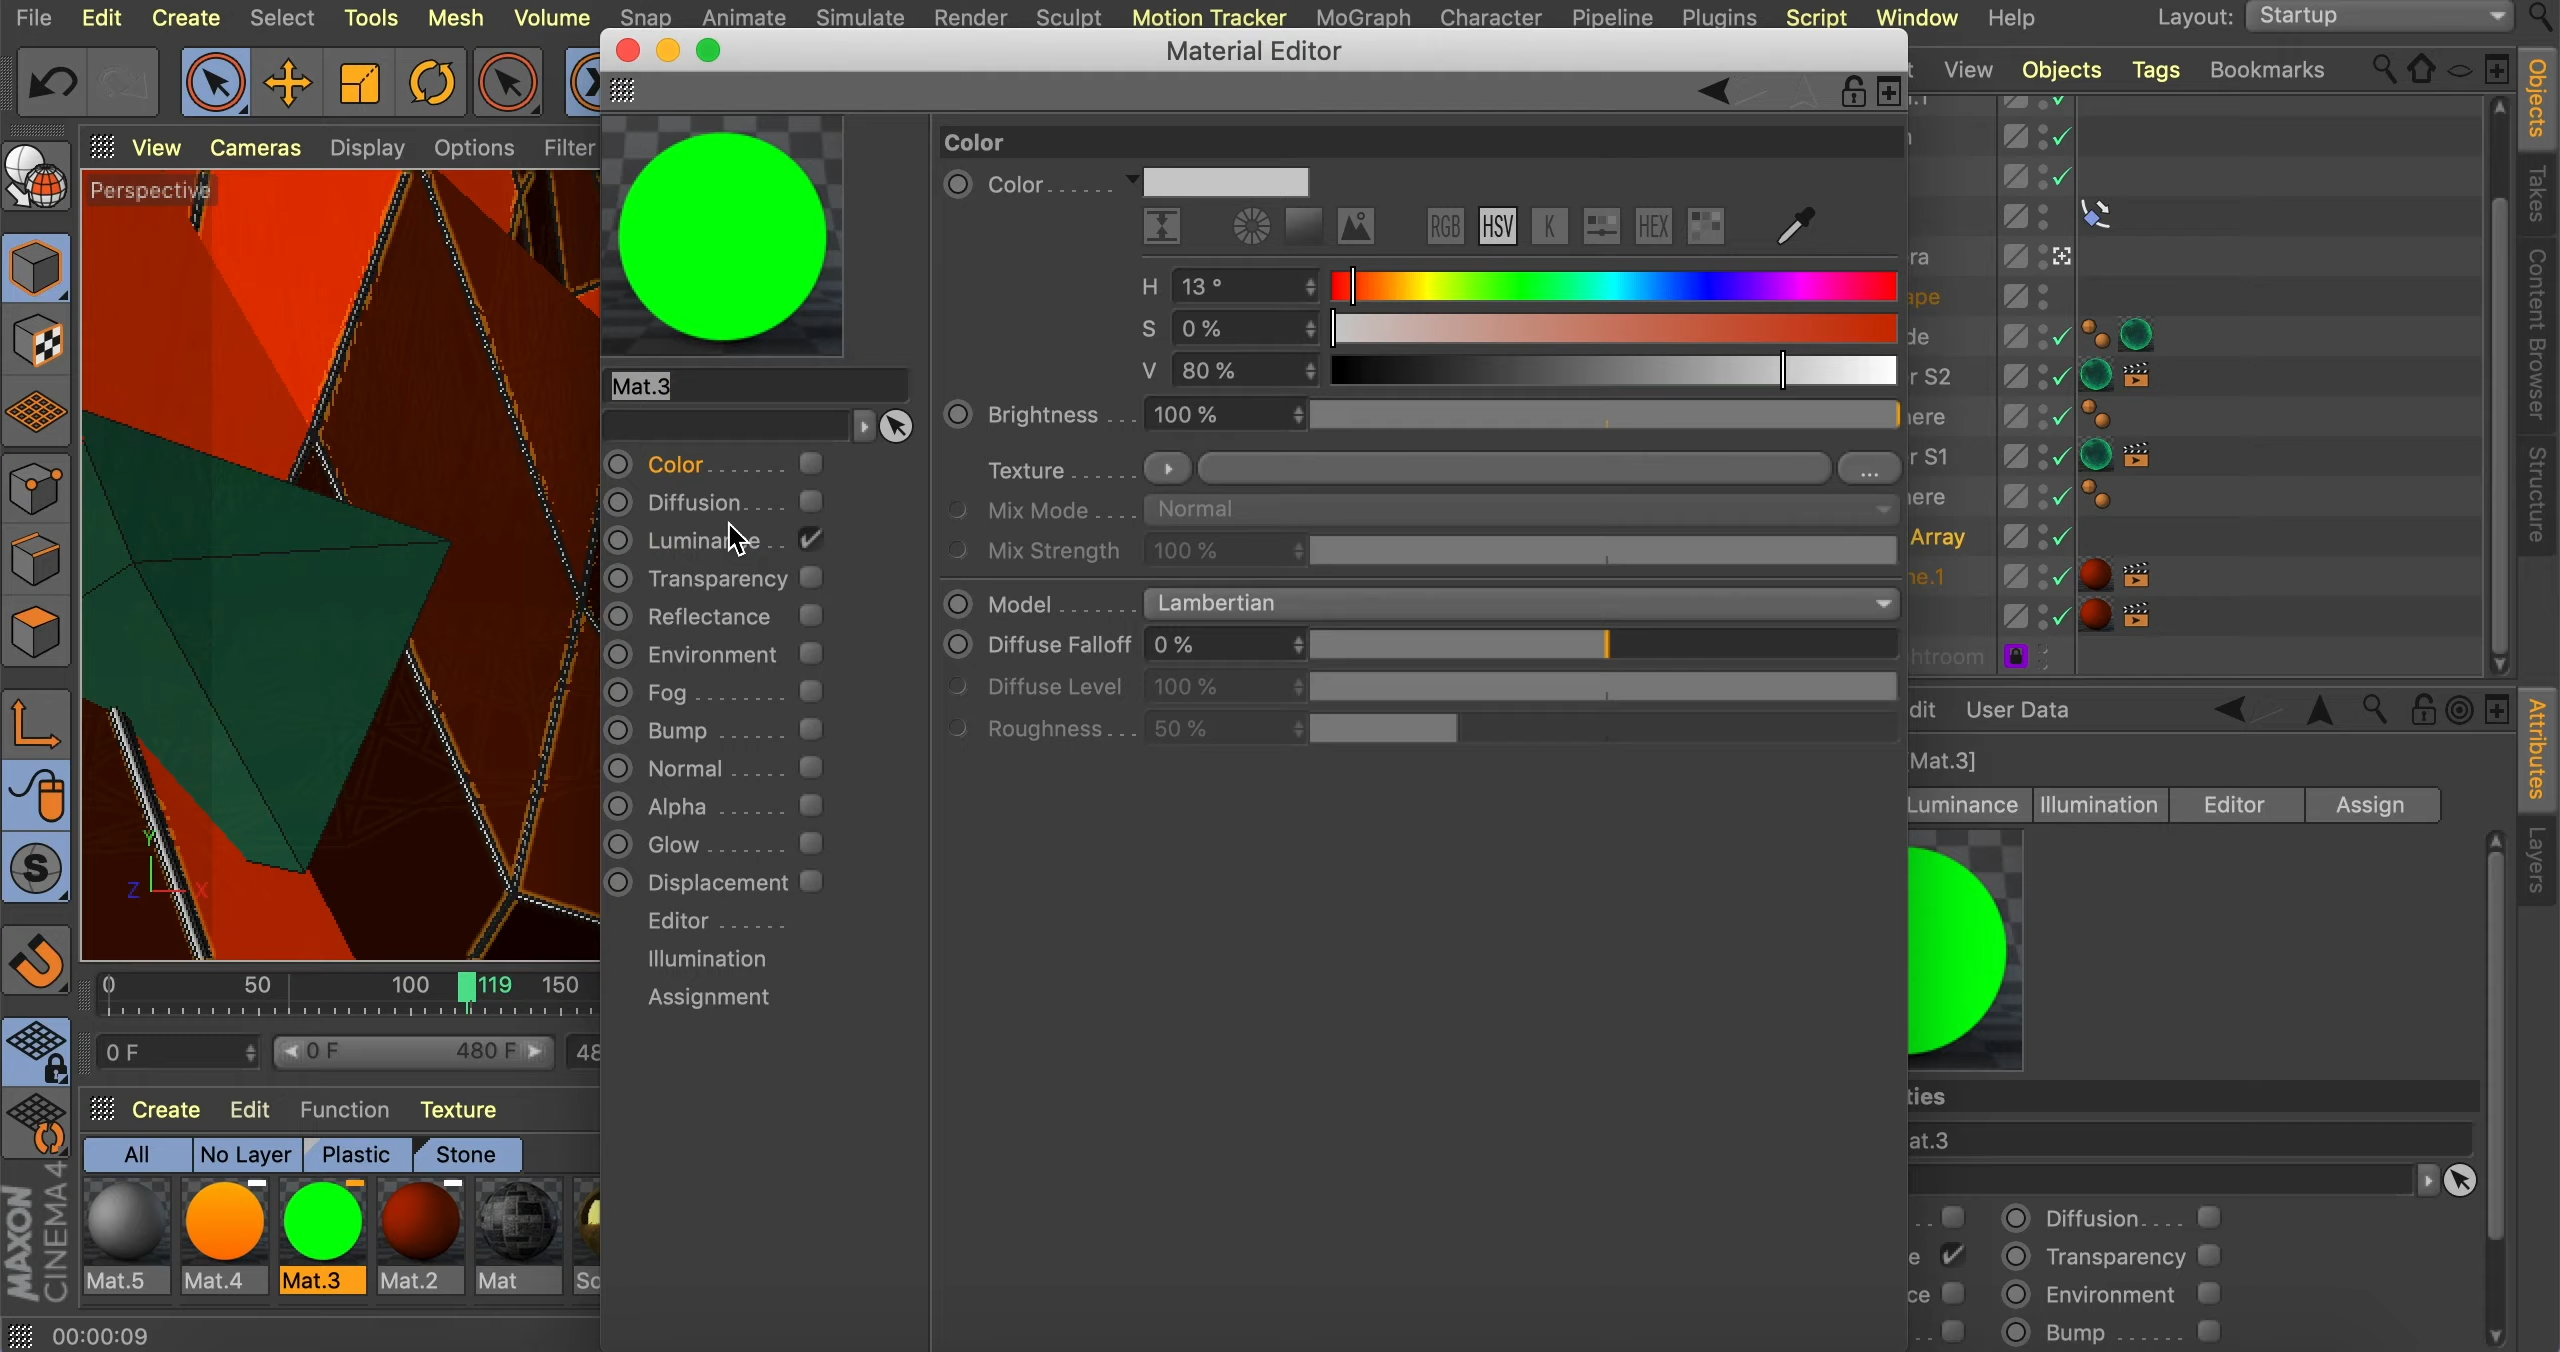 File Edit Create Select Tools Mesh Volume Snap Animate Simulate Render Sculpt Motion Tracker MoGraph Character Pipeline Plugins Script Window Help Layout: Startup
Material Editor
View Objects Tags Bookmarks
View Cameras Display Options Filter
Perspective
Color
Color
RGB HSV K HEX
H 13 °
S 0 %
V 80 %
Mat.3
Brightness 100 %
Texture ...
Mix Mode Normal
Mix Strength 100 %
Model Lambertian
Diffuse Falloff 0 %
Diffuse Level 100 %
Roughness 50 %
Color
Diffusion
Luminance
Transparency
Reflectance
Environment
Fog
Bump
Normal
Alpha
Glow
Displacement
Editor
Illumination
Assignment
S2
S1
Array
Objects
Takes
Content Browser
Structure
Attributes
Layers
User Data
[Mat.3]
Luminance Illumination Editor Assign
Diffusion
Transparency
Environment
Bump
Y
Z X
0 50 100 119 150
0 F 0 F 480 F 48
Create Edit Function Texture
All No Layer Plastic Stone
Mat.5 Mat.4 Mat.3 Mat.2 Mat Sc
MAXON
CINEMA 4
00:00:09